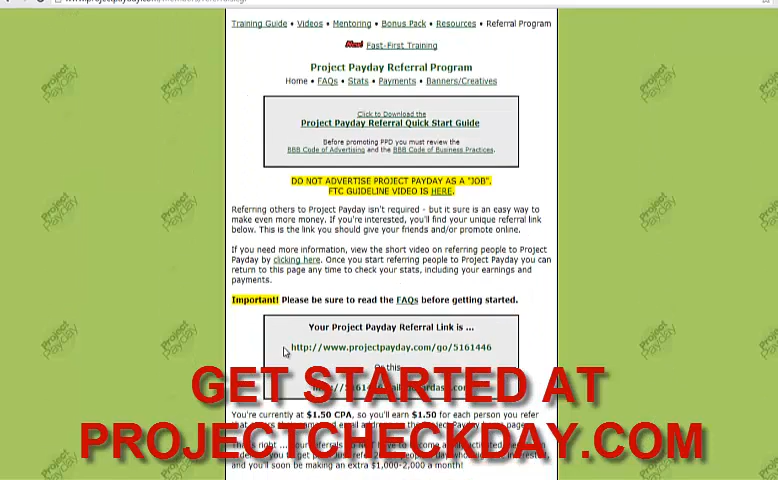 Training Guide • Videos • Mentoring • Bonus Pack • Resources • Referral Program
New! Fast-First Training
Project Payday Referral Program
Home • FAQs • Stats • Payments • Banners/Creatives
Click to Download the
Project Payday Referral Quick Start Guide
Before promoting PPD you must review the
BBB Code of Advertising and the BBB Code of Business Practices.
DO NOT ADVERTISE PROJECT PAYDAY AS A "JOB".
FTC GUIDELINE VIDEO IS HERE.
Referring others to Project Payday isn't required - but it sure is an easy way to
make even more money. If you're interested, you'll find your unique referral link
below. This is the link you should give your friends and/or promote online.
If you need more information, view the short video on referring people to Project
Payday by clicking here. Once you start referring people to Project Payday you can
return to this page any time to check your stats, including your earnings and
payments.
Important! Please be sure to read the FAQs before getting started.
Your Project Payday Referral Link is ...
http://www.projectpayday.com/go/5161446
Or this
GET STARTED AT
You're currently at $1.50 CPA, so you'll earn $1.50 for each person you refer
PROJECTCHECKDAY.COM
and you'll soon be making an extra $1,000-2,000 a month!
Project Payday